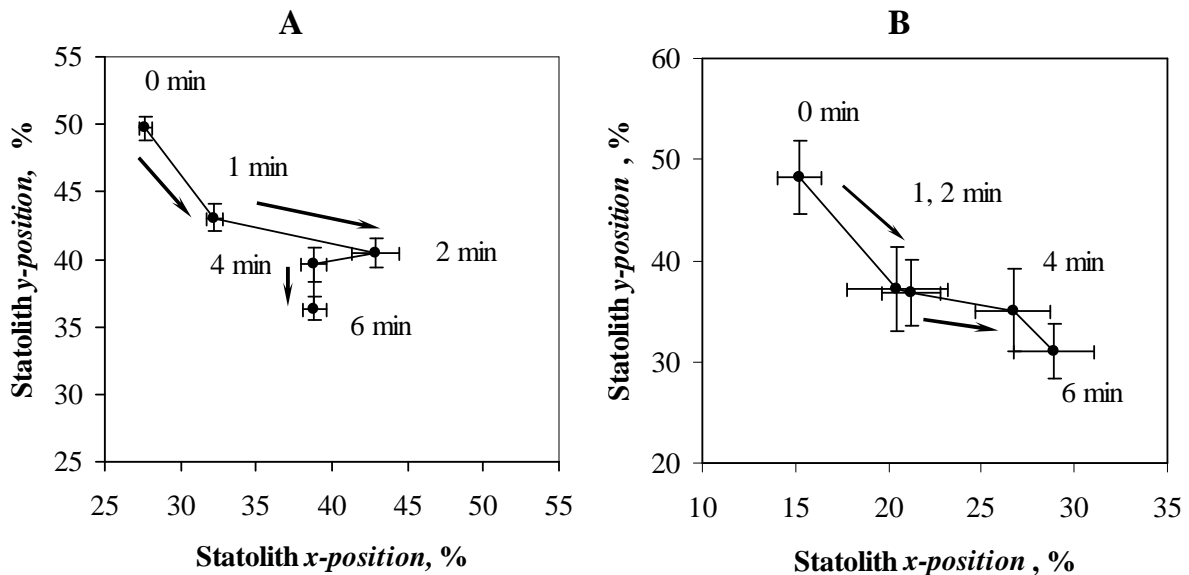 A
55
50
45
40
35
30
25
25 30 35 40 45 50 55
0 min
1 min
2 min
4 min
6 min
Statolith y-position, %
Statolith x-position, %
B
60
50
40
30
20
10 15 20 25 30 35
0 min
1, 2 min
4 min
6 min
Statolith y-position , %
Statolith x-position , %